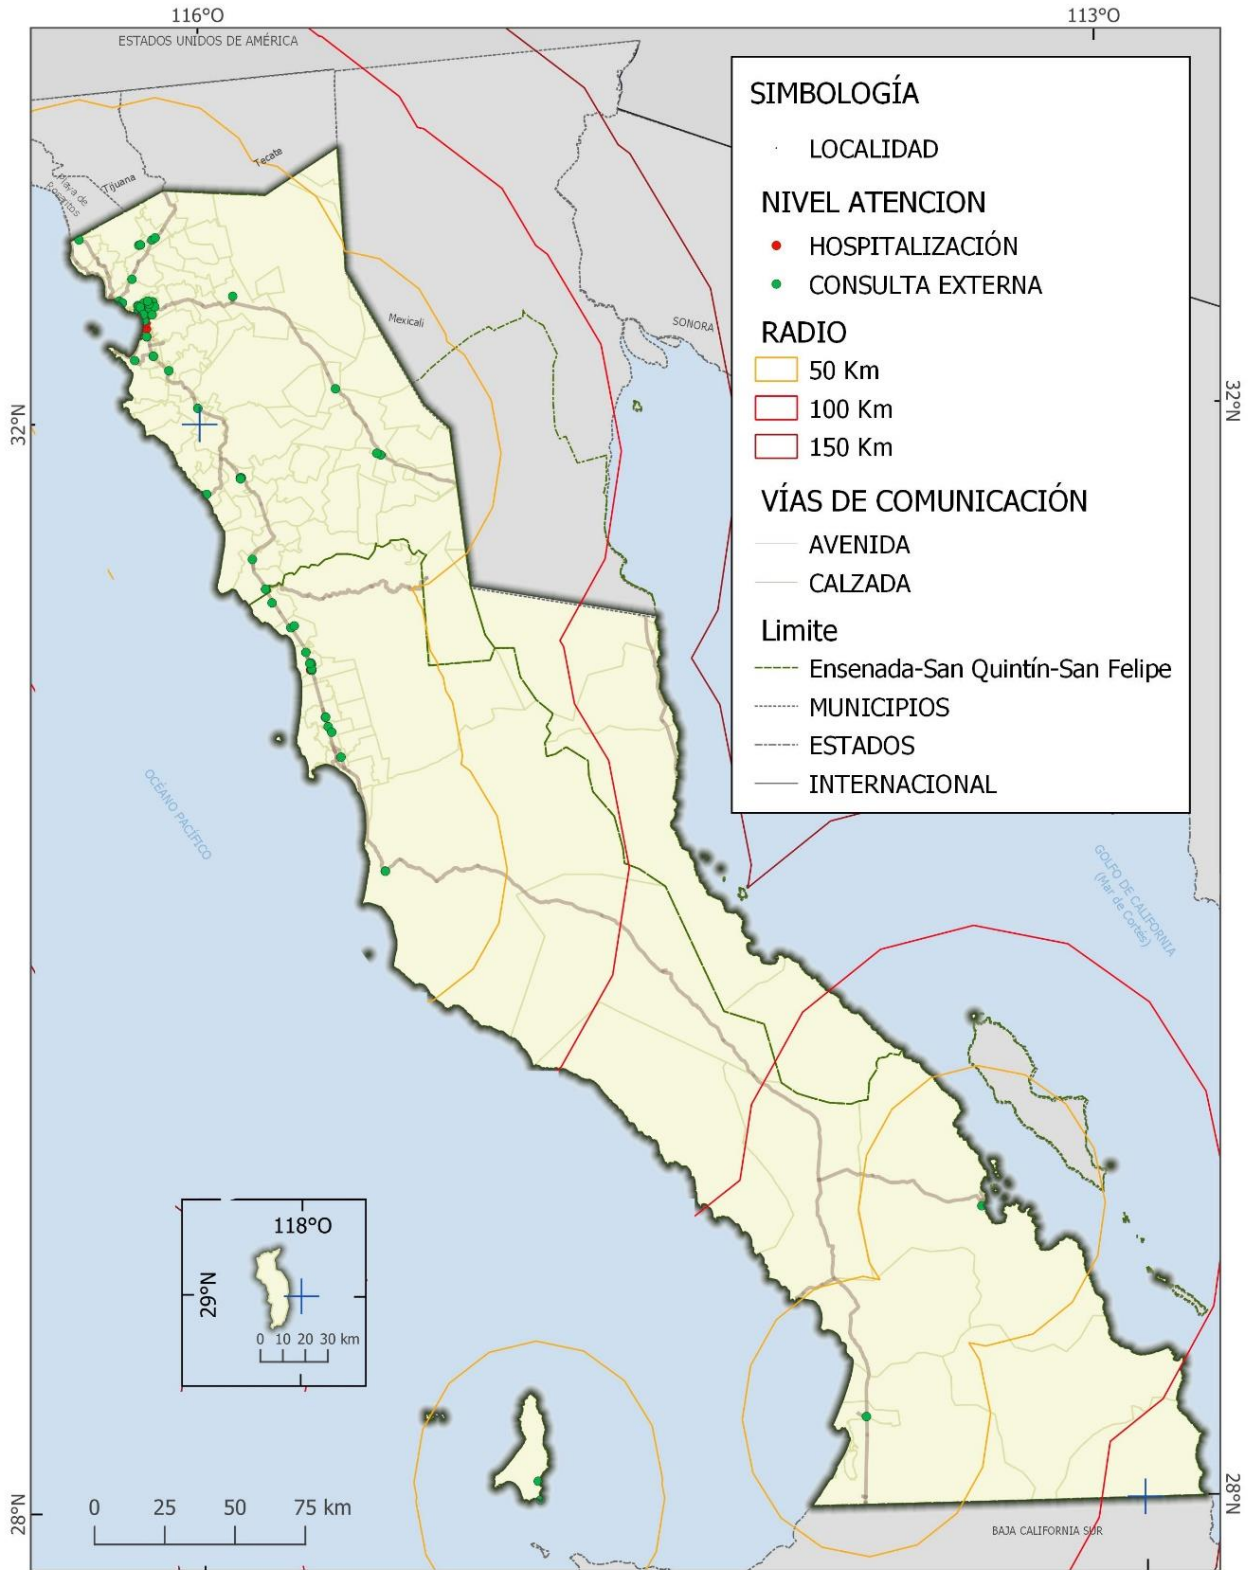 116°O
113°O
ESTADOS UNIDOS DE AMÉRICA
SIMBOLOGÍA
LOCALIDAD
NIVEL ATENCION
HOSPITALIZACIÓN
CONSULTA EXTERNA
RADIO
50 Km
100 Km
150 Km
VÍAS DE COMUNICACIÓN
AVENIDA
CALZADA
Limite
Ensenada-San Quintín-San Felipe
MUNICIPIOS
ESTADOS
INTERNACIONAL
Tecate
Tijuana
Playa de
Rosaritos
Mexicali
SONORA
32°N
32°N
OCÉANO PACÍFICO
GOLFO DE CALIFORNIA
(Mar de Cortés)
118°O
29°N
0 10 20 30 km
0 25 50 75 km
28°N
28°N
BAJA CALIFORNIA SUR